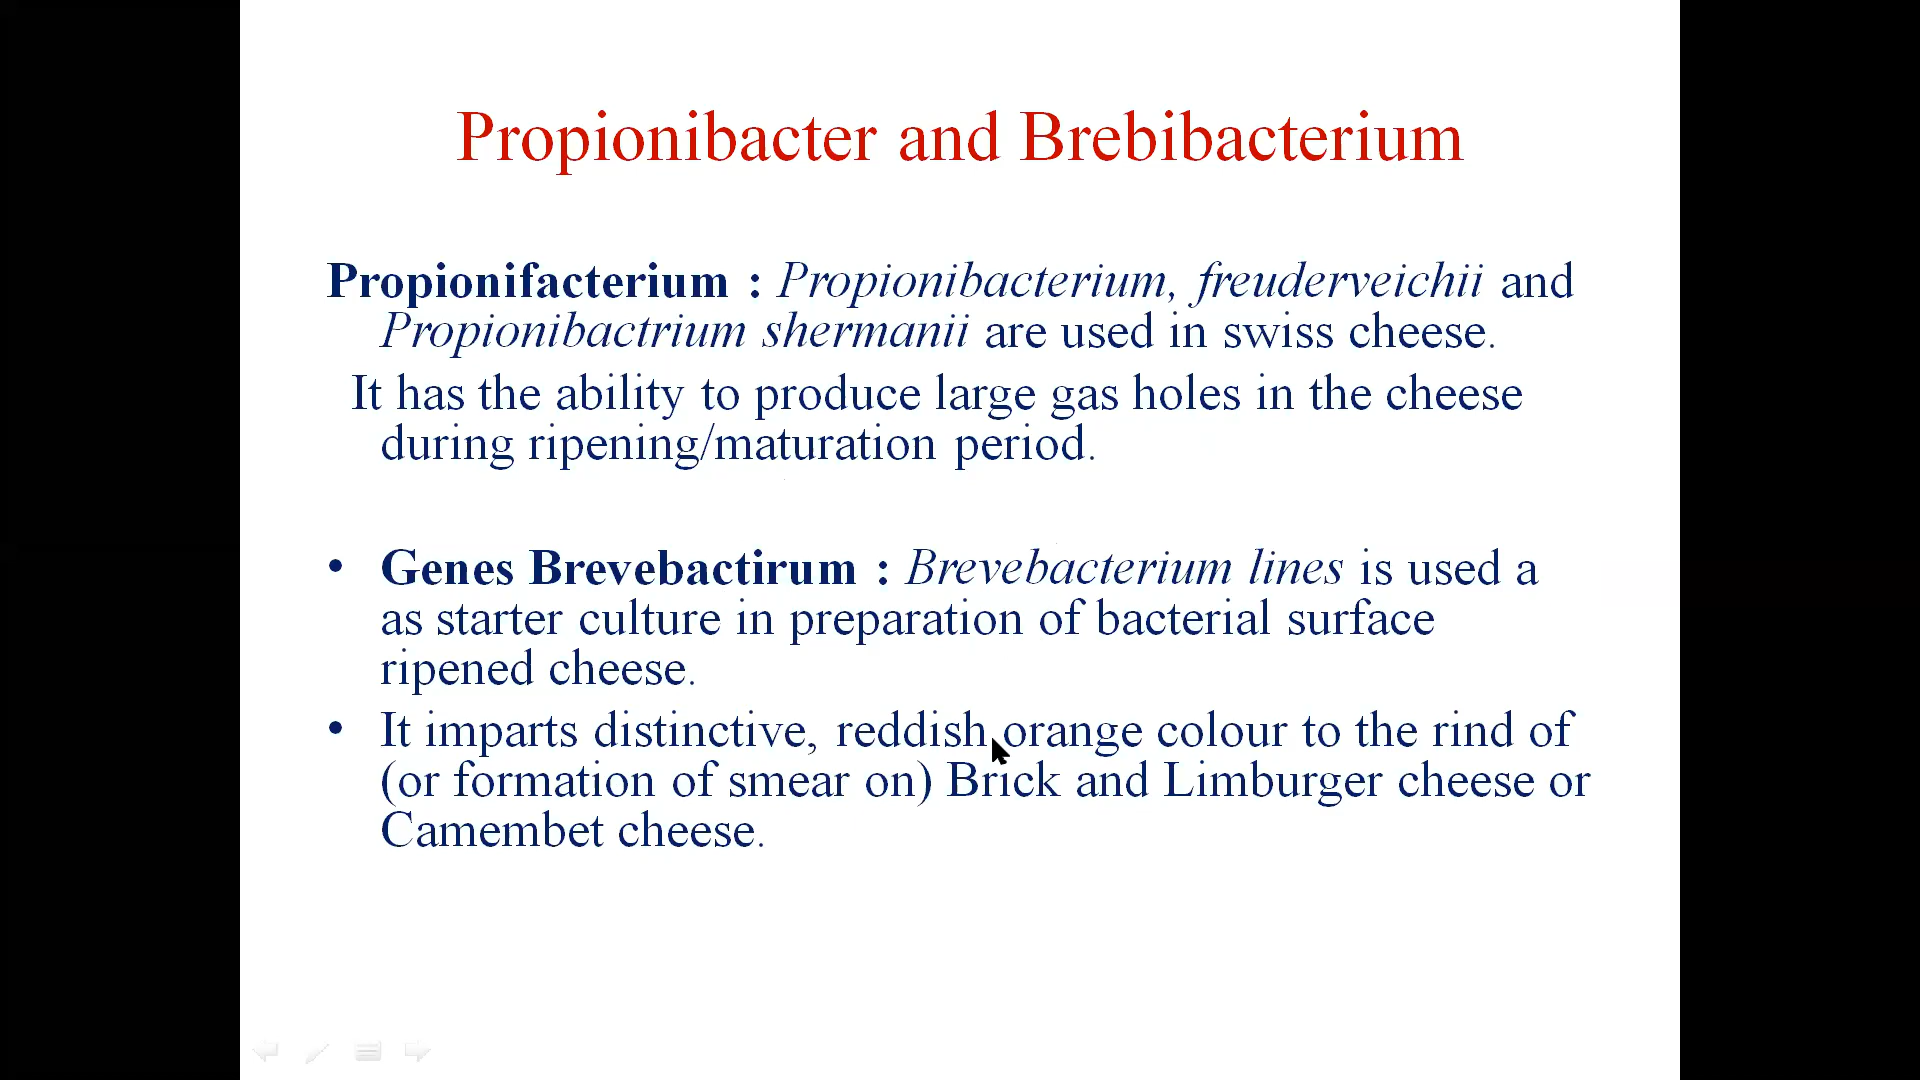 Propionibacter and Brebibacterium
Propionifacterium : Propionibacterium, freuderveichii and
Propionibactrium shermanii are used in swiss cheese.
It has the ability to produce large gas holes in the cheese
during ripening/maturation period.
• Genes Brevebactirum : Brevebacterium lines is used a
as starter culture in preparation of bacterial surface
ripened cheese.
• It imparts distinctive, reddish orange colour to the rind of
(or formation of smear on) Brick and Limburger cheese or
Camembet cheese.